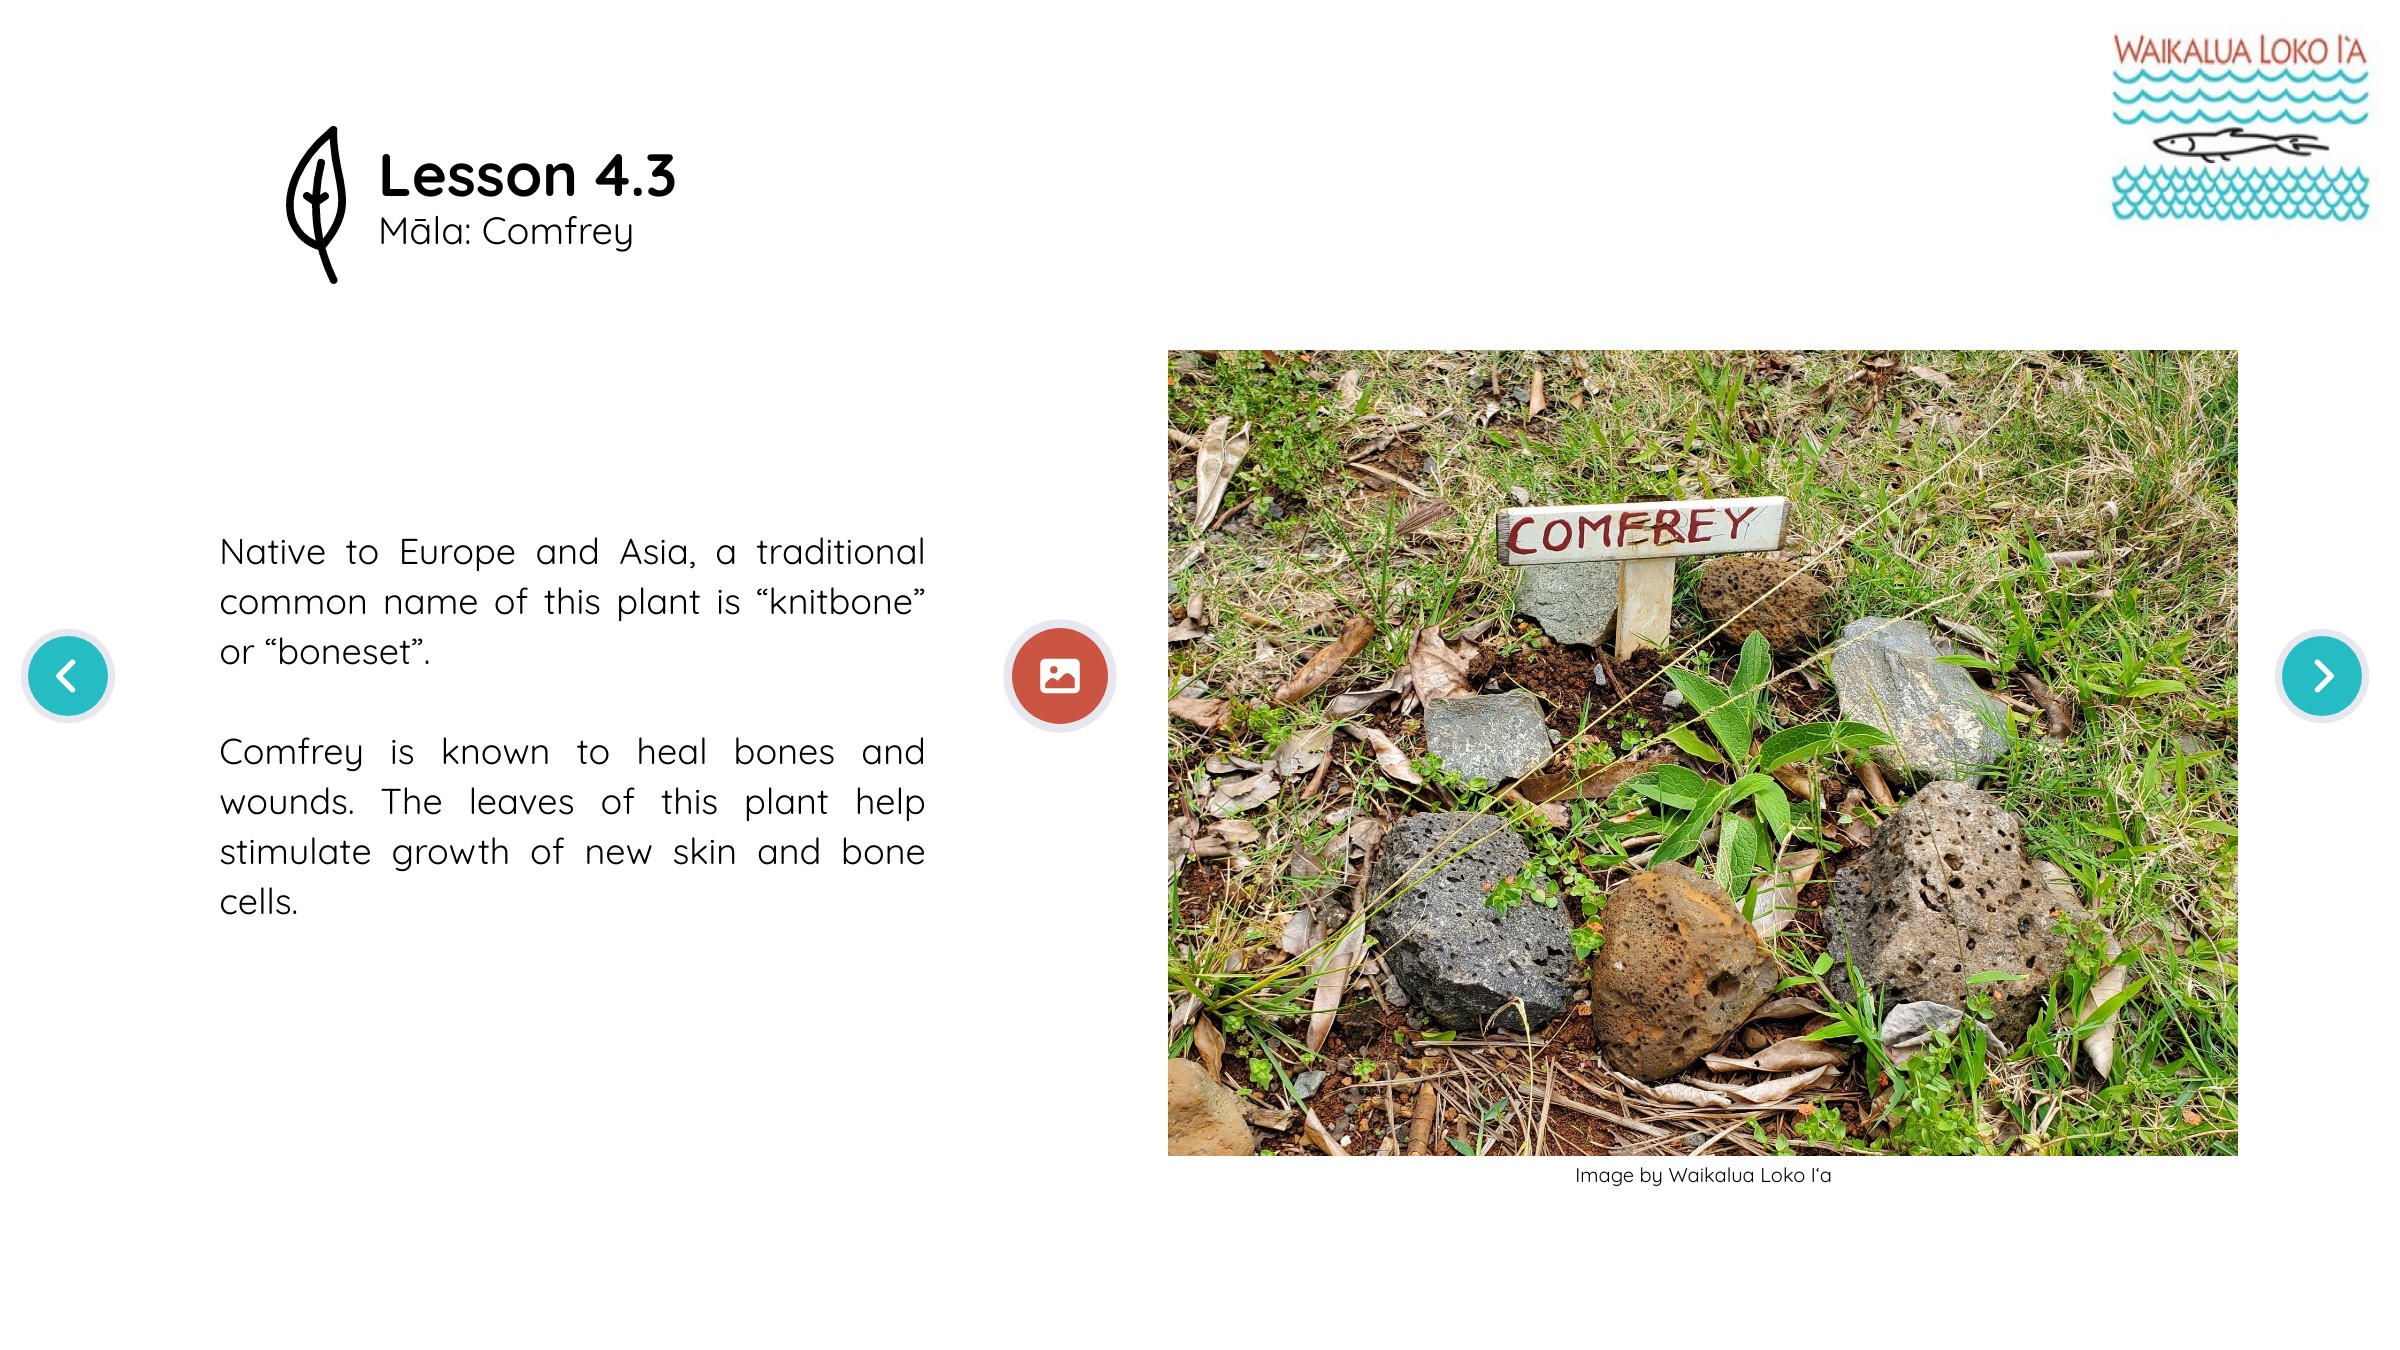 WAIKALUA LOKO I'A
Lesson 4.3
Māla: Comfrey
Native to Europe and Asia, a traditional
common name of this plant is “knitbone”
or “boneset”.
Comfrey is known to heal bones and
wounds. The leaves of this plant help
stimulate growth of new skin and bone
cells.
COMFREY
Image by Waikalua Loko I‘a